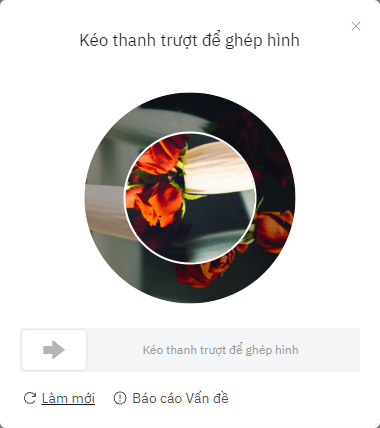 Kéo thanh trượt để ghép hình
Kéo thanh trượt để ghép hình
Làm mới Báo cáo Vấn đề